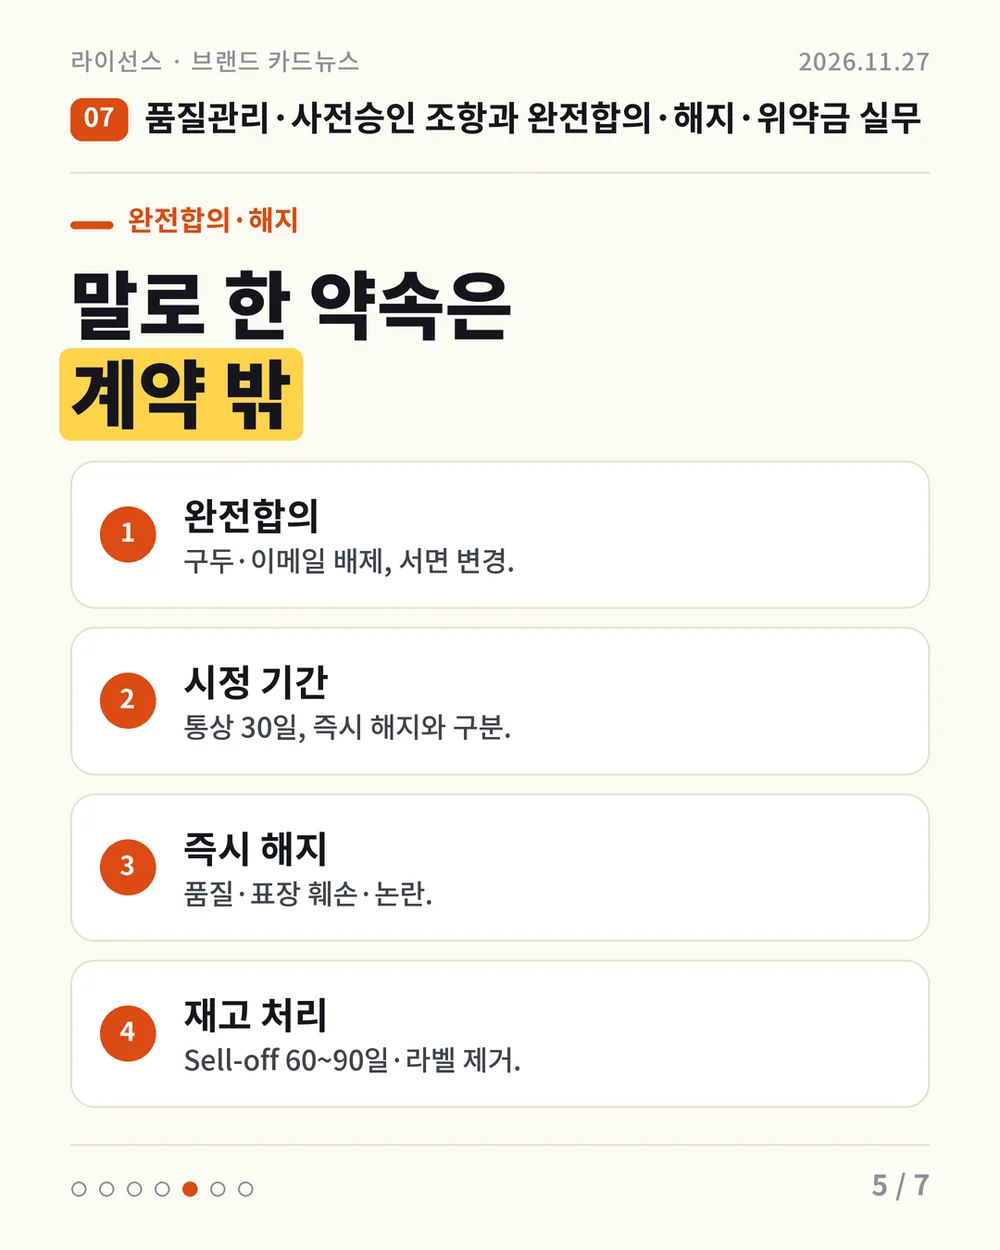 라이선스 · 브랜드 카드뉴스
2026.11.27
07 품질관리·사전승인 조항과 완전합의·해지·위약금 실무
완전합의·해지
말로 한 약속은
계약 밖
1
완전합의
구두·이메일 배제, 서면 변경.
2
시정 기간
통상 30일, 즉시 해지와 구분.
3
즉시 해지
품질·표장 훼손·논란.
4
재고 처리
Sell-off 60~90일·라벨 제거.
5 / 7